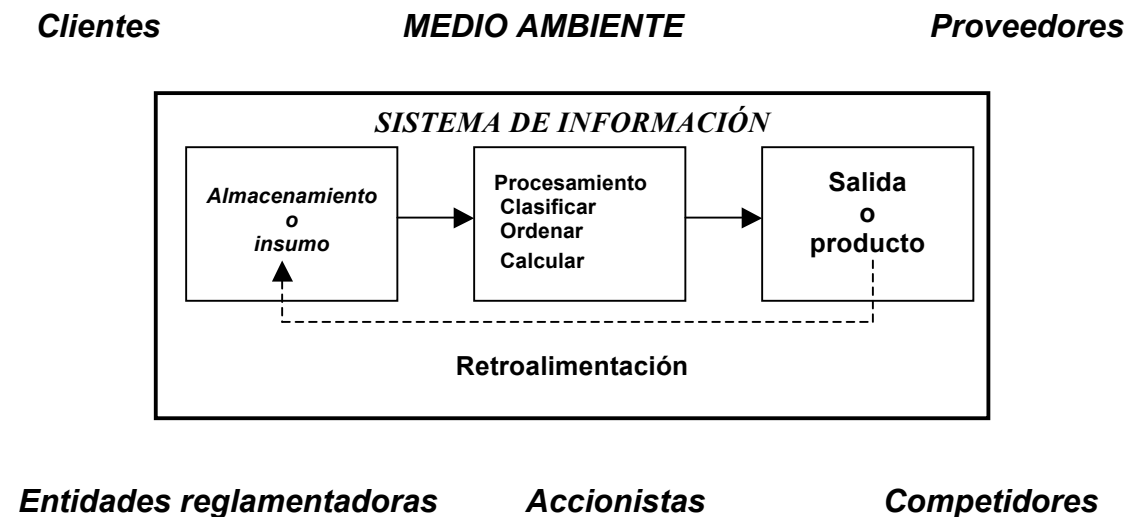 Clientes
MEDIO AMBIENTE
Proveedores
SISTEMA DE INFORMACIÓN
Almacenamiento
o
insumo
Procesamiento
Clasificar
Ordenar
Calcular
Salida
o
producto
Retroalimentación
Entidades reglamentadoras
Accionistas
Competidores